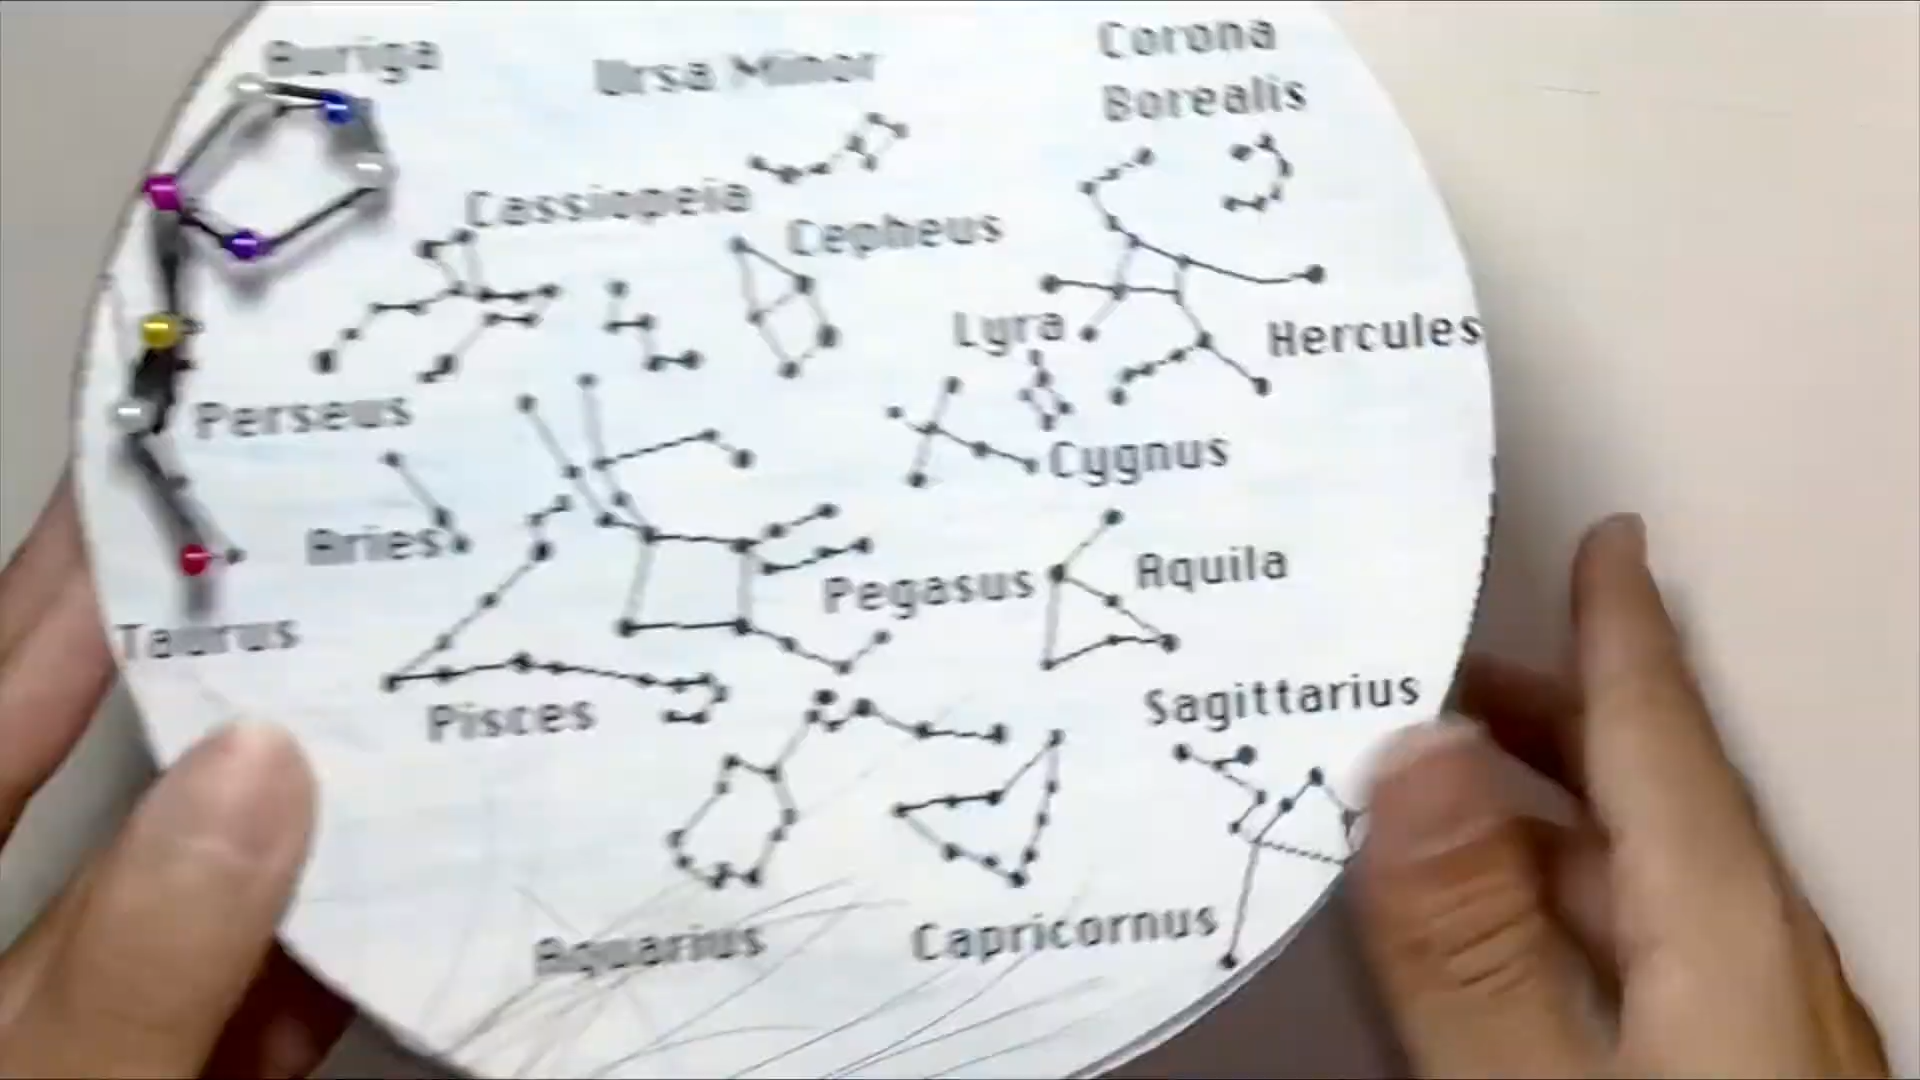 Auriga
Ursa Minor
Corona
Borealis
Cassiopeia
Cepheus
Lyra
Hercules
Perseus
Cygnus
Aries
Pegasus
Aquila
Taurus
Pisces
Sagittarius
Aquarius
Capricornus